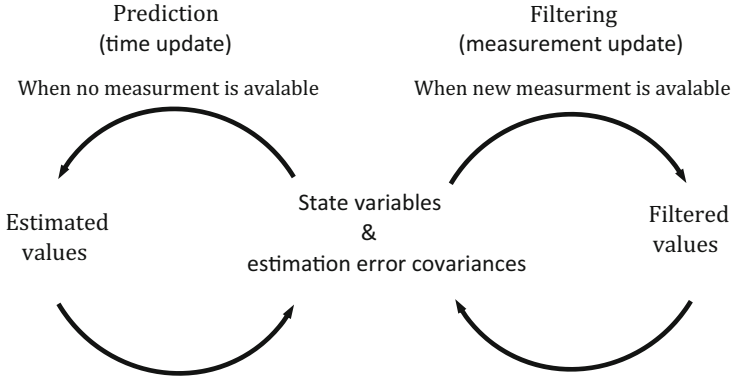 Prediction
(time update)
When no measurment is avalable
Filtering
(measurement update)
When new measurment is avalable
Estimated
values
State variables
&
estimation error covariances
Filtered
values